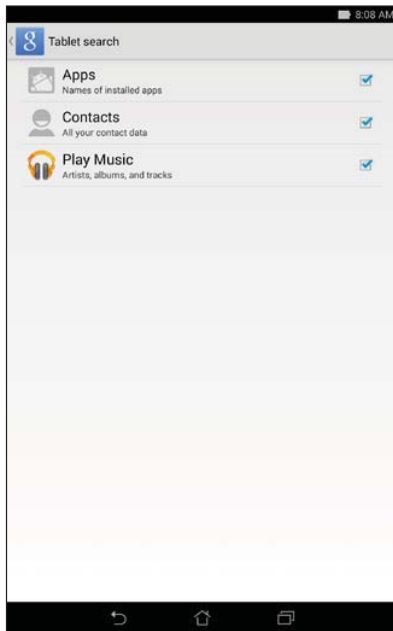 8:08 AM
8 Tablet search
Apps
Names of installed apps
Contacts
All your contact data
Play Music
Artists, albums, and tracks